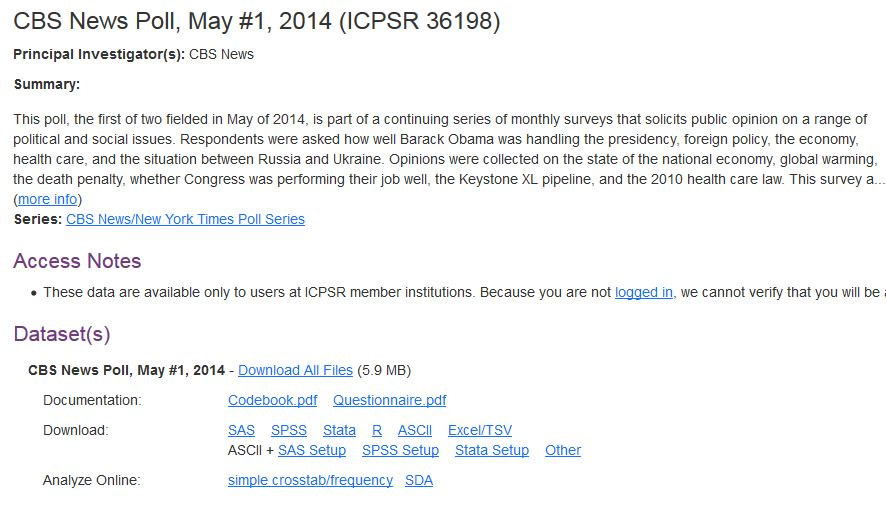 CBS News Poll, May #1, 2014 (ICPSR 36198)
Principal Investigator(s): CBS News
Summary:
This poll, the first of two fielded in May of 2014, is part of a continuing series of monthly surveys that solicits public opinion on a range of
political and social issues. Respondents were asked how well Barack Obama was handling the presidency, foreign policy, the economy,
health care, and the situation between Russia and Ukraine. Opinions were collected on the state of the national economy, global warming,
the death penalty, whether Congress was performing their job well, the Keystone XL pipeline, and the 2010 health care law. This survey a...
(more info)
Series: CBS News/New York Times Poll Series
Access Notes
• These data are available only to users at ICPSR member institutions. Because you are not logged in, we cannot verify that you will be
Dataset(s)
CBS News Poll, May #1, 2014 - Download All Files (5.9 MB)
Documentation: Codebook.pdf Questionnaire.pdf
Download: SAS SPSS Stata R ASCII Excel/TSV
ASCII + SAS Setup SPSS Setup Stata Setup Other
Analyze Online: simple crosstab/frequency SDA